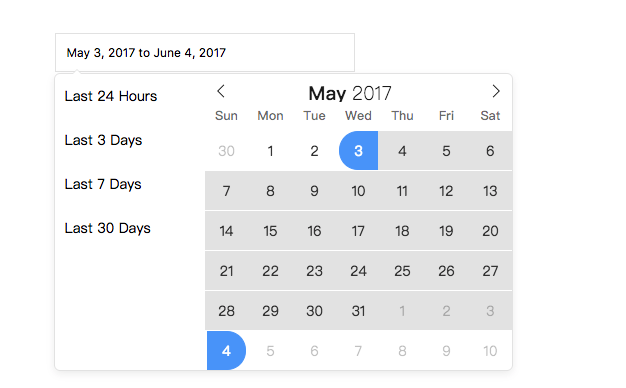 May 3, 2017 to June 4, 2017
Last 24 Hours
Last 3 Days
Last 7 Days
Last 30 Days
May 2017
Sun Mon Tue Wed Thu Fri Sat
30 1 2 3 4 5 6
7 8 9 10 11 12 13
14 15 16 17 18 19 20
21 22 23 24 25 26 27
28 29 30 31 1 2 3
4 5 6 7 8 9 10